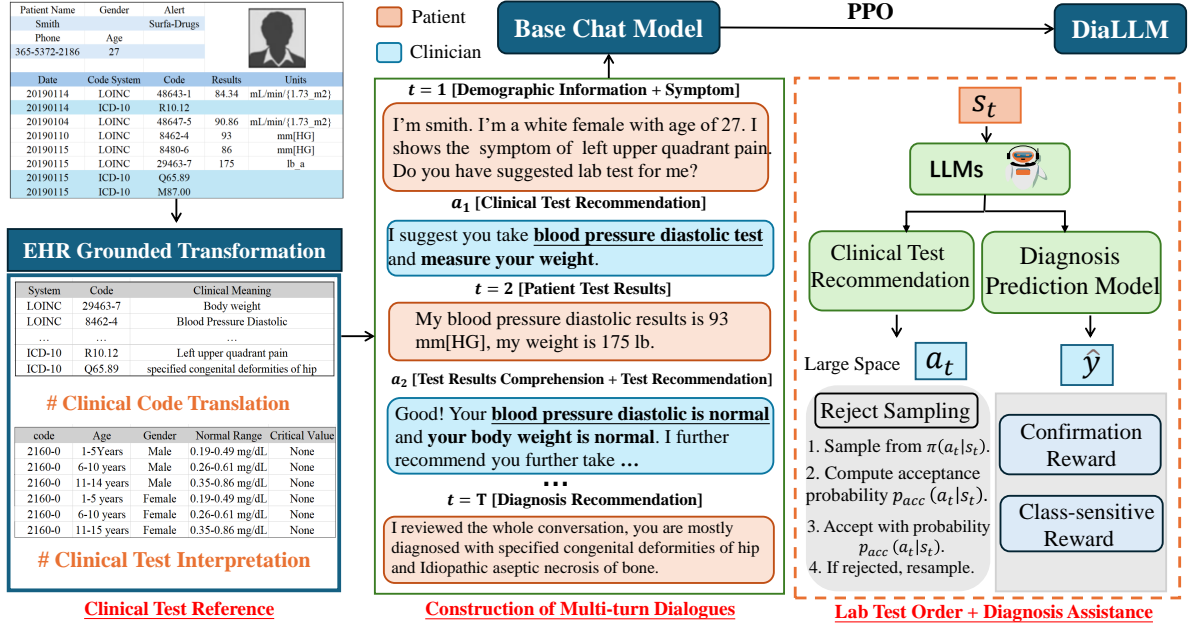 Patient Name Gender Alert
Smith Surfa-Drugs
Phone Age
365-5372-2186 27
Date Code System Code Results Units
20190114 LOINC 48643-1 84.34 mL/min/{1.73_m2}
20190114 ICD-10 R10.12
20190104 LOINC 48647-5 90.86 mL/min/{1.73_m2}
20190110 LOINC 8462-4 93 mm[HG]
20190115 LOINC 8480-6 86 mm[HG]
20190115 LOINC 29463-7 175 lb_a
20190115 ICD-10 Q65.89
20190115 ICD-10 M87.00
EHR Grounded Transformation
System Code Clinical Meaning
LOINC 29463-7 Body weight
LOINC 8462-4 Blood Pressure Diastolic
... ... ...
ICD-10 R10.12 Left upper quadrant pain
ICD-10 Q65.89 specified congenital deformities of hip
# Clinical Code Translation
code Age Gender Normal Range Critical Value
2160-0 1-5Years Male 0.19-0.49 mg/dL None
2160-0 6-10 years Male 0.26-0.61 mg/dL None
2160-0 11-14 years Male 0.35-0.86 mg/dL None
2160-0 1-5 years Female 0.19-0.49 mg/dL None
2160-0 6-10 years Female 0.26-0.61 mg/dL None
2160-0 11-15 years Female 0.35-0.86 mg/dL None
# Clinical Test Interpretation
Clinical Test Reference
Patient
Clinician
Base Chat Model
PPO
DiaLLM
t = 1 [Demographic Information + Symptom]
I'm smith. I'm a white female with age of 27. I
shows the symptom of left upper quadrant pain.
Do you have suggested lab test for me?
a₁ [Clinical Test Recommendation]
I suggest you take blood pressure diastolic test
and measure your weight.
t = 2 [Patient Test Results]
My blood pressure diastolic results is 93
mm[HG], my weight is 175 lb.
a₂ [Test Results Comprehension + Test Recommendation]
Good! Your blood pressure diastolic is normal
and your body weight is normal. I further
recommend you further take ...
...
t = T [Diagnosis Recommendation]
I reviewed the whole conversation, you are mostly
diagnosed with specified congenital deformities of hip
and Idiopathic aseptic necrosis of bone.
Construction of Multi-turn Dialogues
sₜ
LLMs
Clinical Test
Recommendation
Diagnosis
Prediction Model
Large Space
aₜ
ŷ
Reject Sampling
1. Sample from π(aₜ|sₜ).
2. Compute acceptance
probability p_acc (aₜ|sₜ).
3. Accept with probability
p_acc (aₜ|sₜ).
4. If rejected, resample.
Confirmation
Reward
Class-sensitive
Reward
Lab Test Order + Diagnosis Assistance